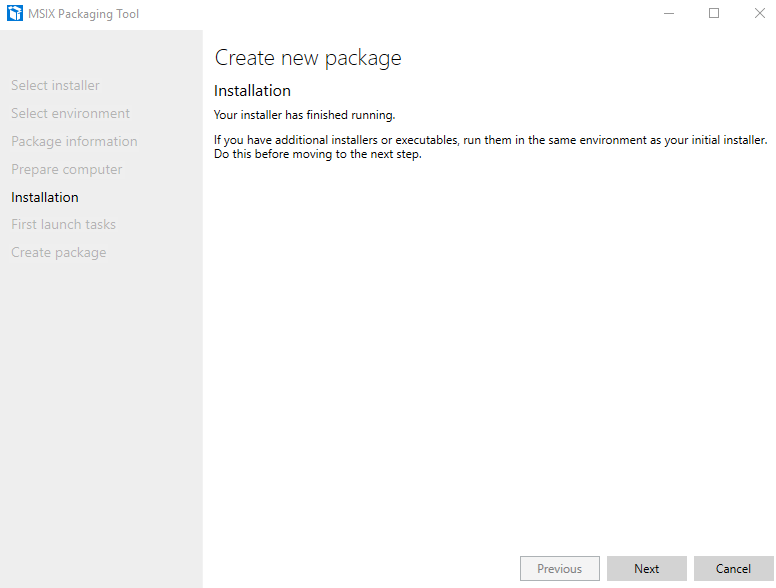 MSIX Packaging Tool
Select installer
Select environment
Package information
Prepare computer
Installation
First launch tasks
Create package
Create new package
Installation
Your installer has finished running.
If you have additional installers or executables, run them in the same environment as your initial installer.
Do this before moving to the next step.
Previous
Next
Cancel